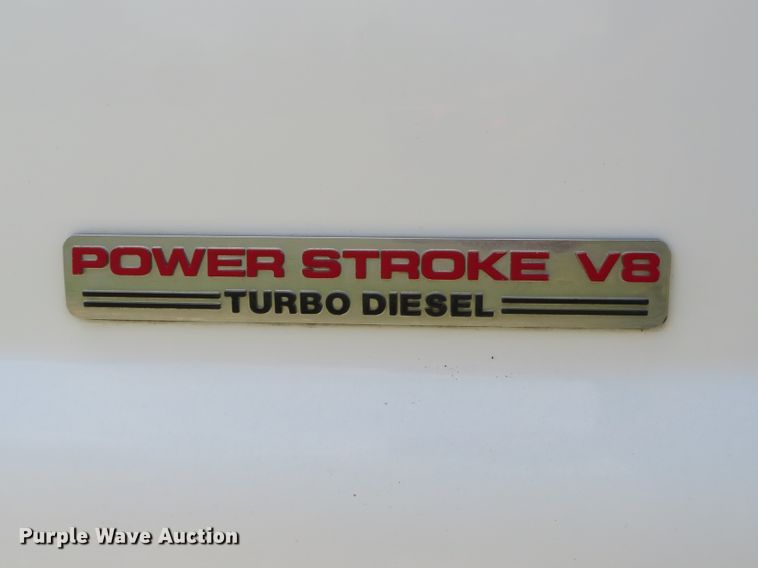 POWER STROKE V8
TURBO DIESEL
Purple Wave Auction